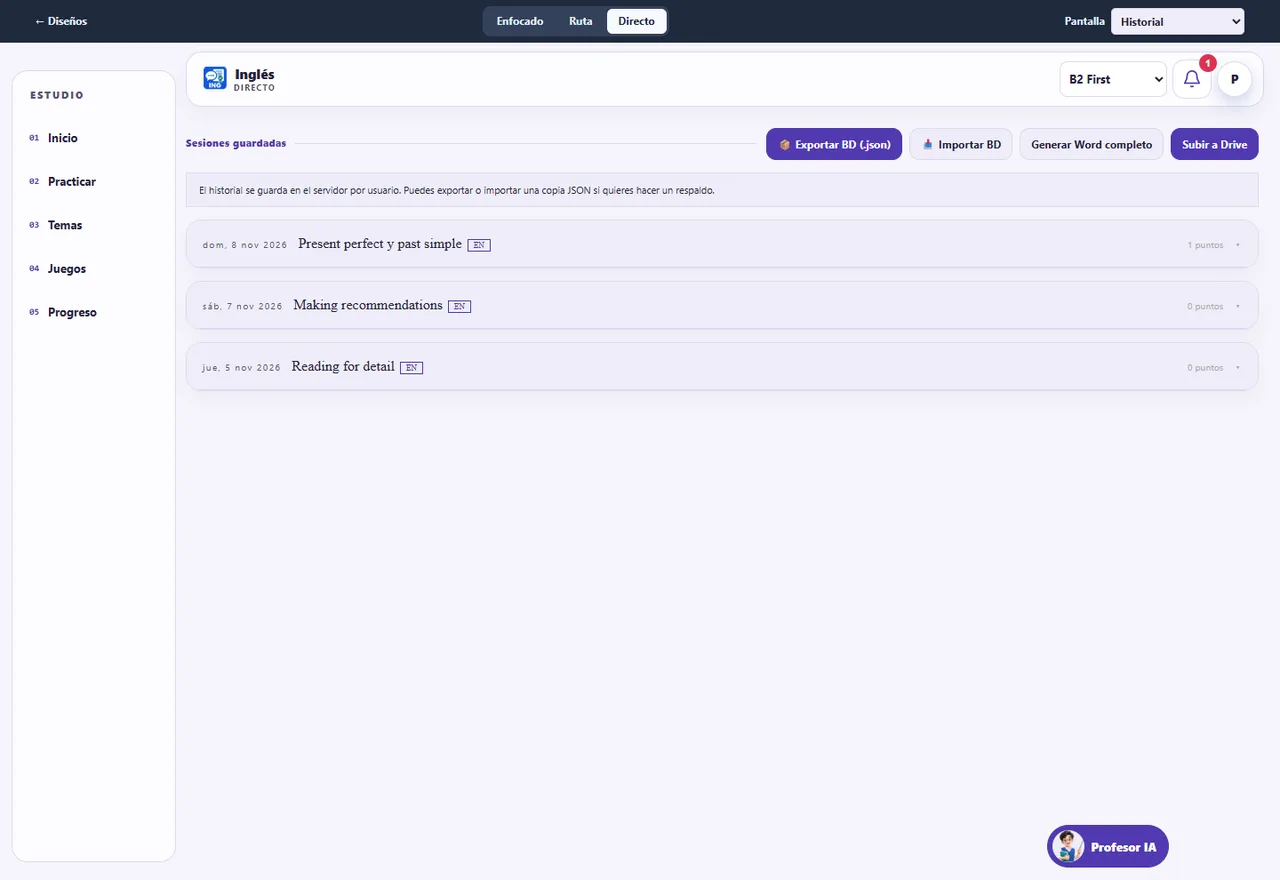 ← Diseños
Enfocado Ruta Directo
Pantalla Historial
ESTUDIO
01 Inicio
02 Practicar
03 Temas
04 Juegos
05 Progreso
ING
Inglés
DIRECTO
B2 First
1
P
Sesiones guardadas
Exportar BD (.json)
Importar BD
Generar Word completo
Subir a Drive
El historial se guarda en el servidor por usuario. Puedes exportar o importar una copia JSON si quieres hacer un respaldo.
dom, 8 nov 2026 Present perfect y past simple EN 1 puntos
sáb, 7 nov 2026 Making recommendations EN 0 puntos
jue, 5 nov 2026 Reading for detail EN 0 puntos
Profesor IA